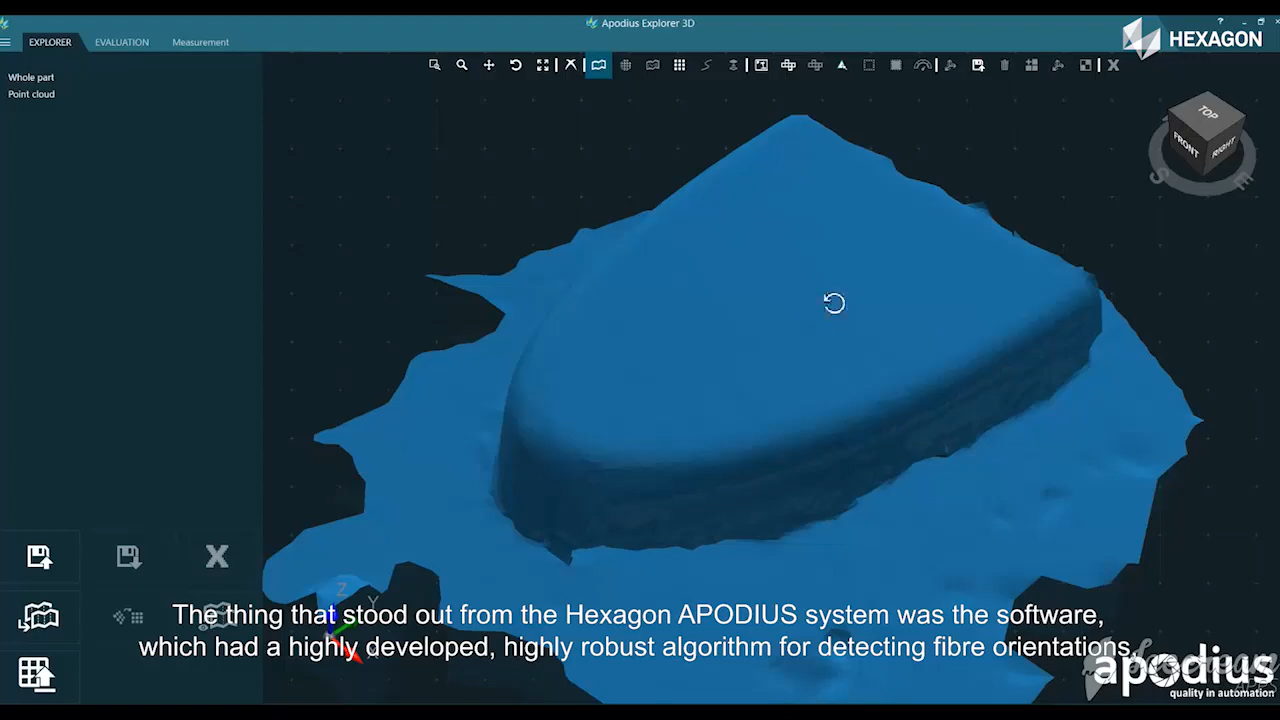 Apodius Explorer 3D
HEXAGON
EXPLORER
EVALUATION
Measurement
Whole part
Point cloud
TOP
FRONT
RIGHT
S
E
Z
Y
X
The thing that stood out from the Hexagon APODIUS system was the software,
which had a highly developed, highly robust algorithm for detecting fibre orientations.
apodius
quality in automation